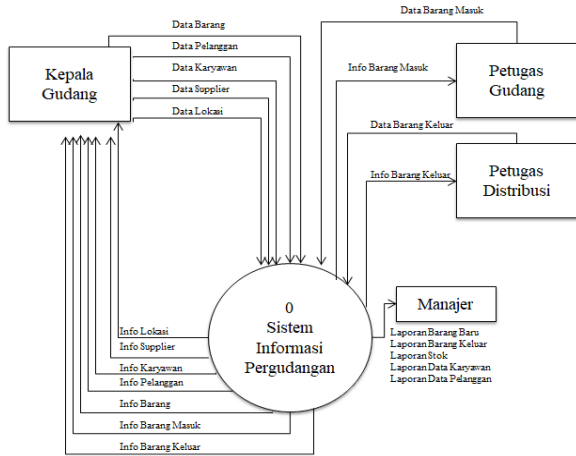 Data Barang
Data Pelanggan
Data Karyawan
Data Supplier
Data Lokasi
Kepala
Gudang
Data Barang Masuk
Info Barang Masuk
Petugas
Gudang
Data Barang Keluar
Info Barang Keluar
Petugas
Distribusi
0
Sistem
Informasi
Pergudangan
Manajer
Laporan Barang Baru
Laporan Barang Keluar
Laporan Stok
Laporan Data Karyawan
Laporan Data Pelanggan
Info Lokasi
Info Supplier
Info Karyawan
Info Pelanggan
Info Barang
Info Barang Masuk
Info Barang Keluar